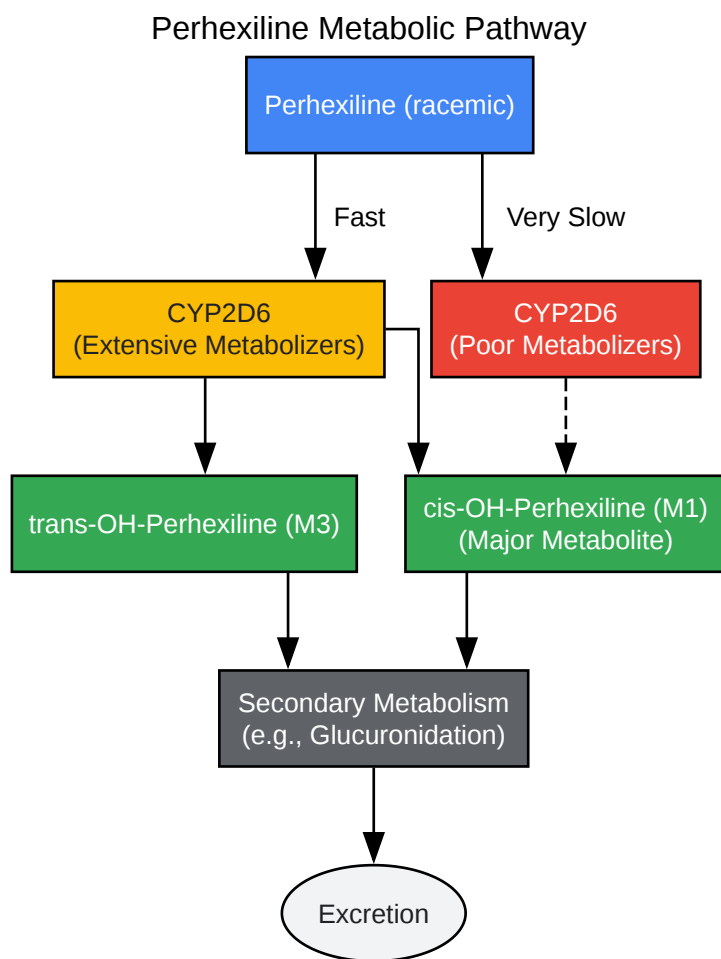 Perhexiline Metabolic Pathway
Perhexiline (racemic)
Fast
Very Slow
CYP2D6
(Extensive Metabolizers)
CYP2D6
(Poor Metabolizers)
trans-OH-Perhexiline (M3)
cis-OH-Perhexiline (M1)
(Major Metabolite)
Secondary Metabolism
(e.g., Glucuronidation)
Excretion